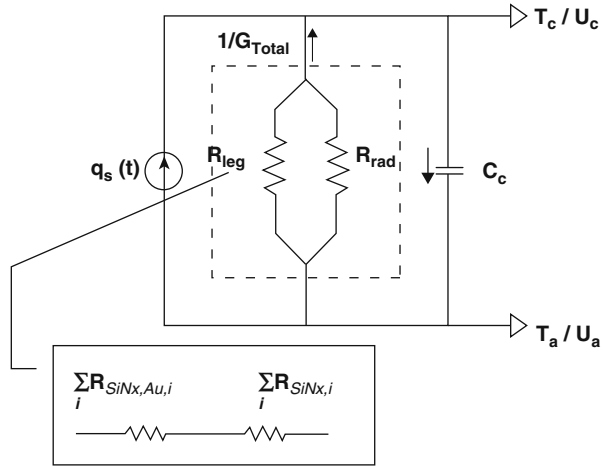 T_c / U_c
1/G_Total
R_leg
R_rad
q_s (t)
C_c
T_a / U_a
∑_i R_SiNx,Au,i
∑_i R_SiNx,i